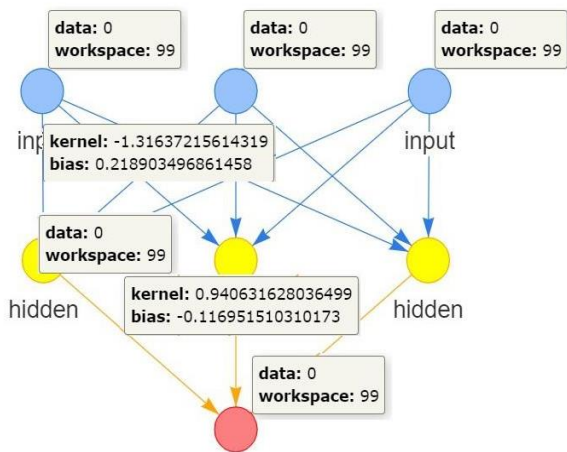 data: 0
workspace: 99
data: 0
workspace: 99
data: 0
workspace: 99
input
kernel: -1.31637215614319
bias: 0.218903496861458
data: 0
workspace: 99
hidden
hidden
kernel: 0.940631628036499
bias: -0.116951510310173
data: 0
workspace: 99